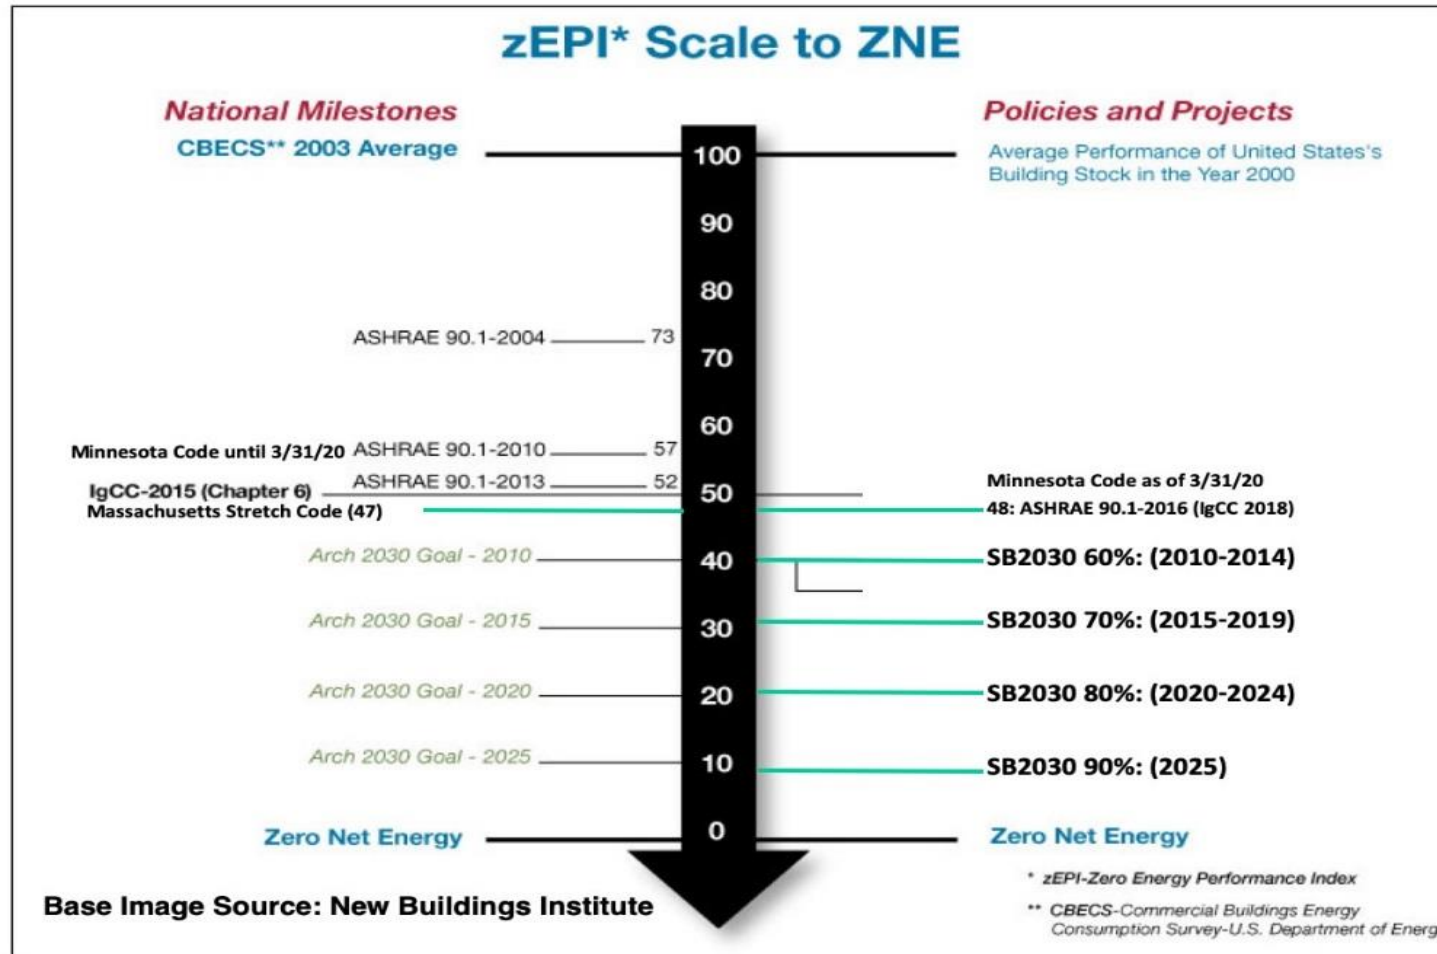 zEPI* Scale to ZNE
National Milestones
Policies and Projects
CBECS** 2003 Average
100
Average Performance of United States's
Building Stock in the Year 2000
90
80
ASHRAE 90.1-2004
73
70
60
Minnesota Code until 3/31/20
ASHRAE 90.1-2010
57
ASHRAE 90.1-2013
52
Minnesota Code as of 3/31/20
IgCC-2015 (Chapter 6)
50
Massachusetts Stretch Code (47)
48: ASHRAE 90.1-2016 (IgCC 2018)
Arch 2030 Goal - 2010
40
SB2030 60%: (2010-2014)
Arch 2030 Goal - 2015
30
SB2030 70%: (2015-2019)
Arch 2030 Goal - 2020
20
SB2030 80%: (2020-2024)
Arch 2030 Goal - 2025
10
SB2030 90%: (2025)
Zero Net Energy
0
Zero Net Energy
* zEPI-Zero Energy Performance Index
Base Image Source: New Buildings Institute
** CBECS-Commercial Buildings Energy
Consumption Survey-U.S. Department of Energ